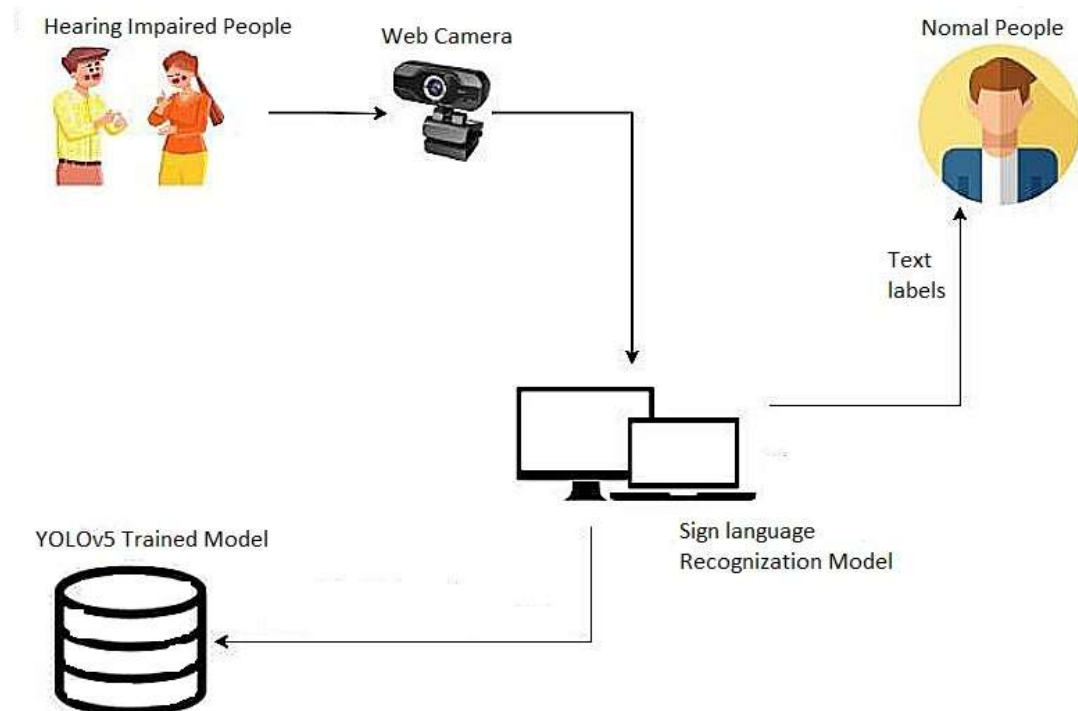 Hearing Impaired People
Web Camera
Nomal People
Text
labels
Sign language
Recognization Model
YOLOv5 Trained Model